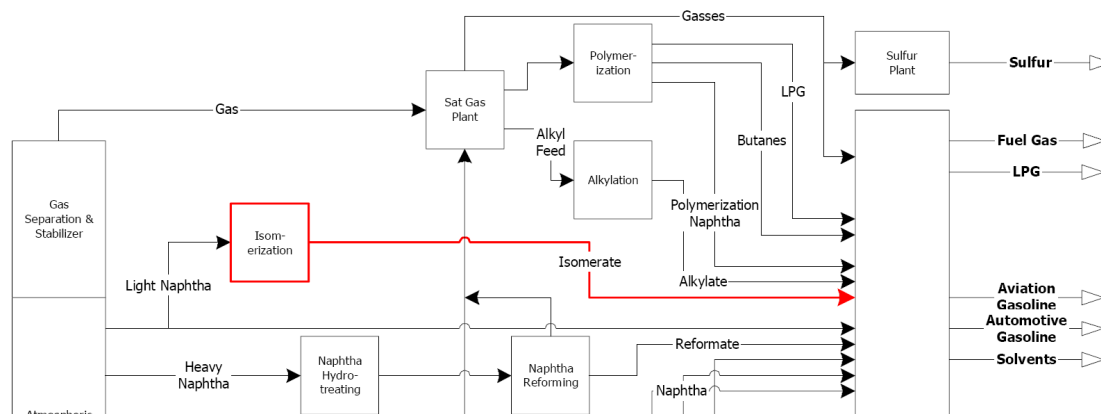 Gasses
Polymer-
ization
Sulfur
Plant
Sulfur
Sat Gas
Plant
LPG
Gas
Alkyl
Feed
Butanes
Fuel Gas
LPG
Alkylation
Gas
Separation &
Stabilizer
Isom-
erization
Polymerization
Naphtha
Isomerate
Light Naphtha
Alkylate
Aviation
Gasoline
Automotive
Gasoline
Solvents
Heavy
Naphtha
Naphtha
Hydro-
treating
Naphtha
Reforming
Reformate
Naphtha
Atmospheric